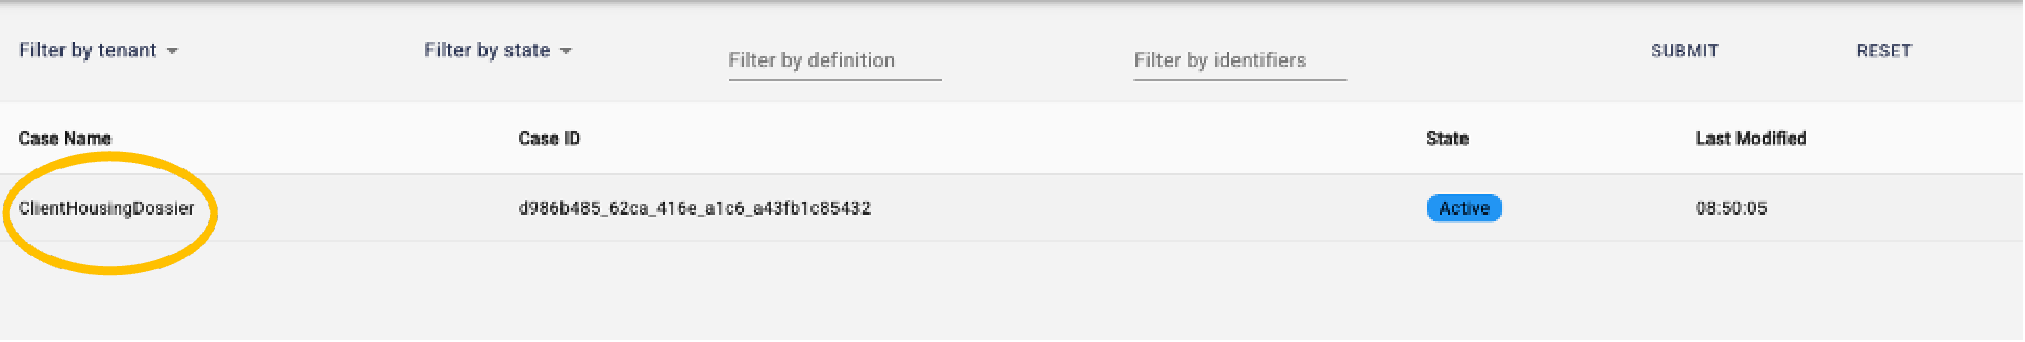 Filter by tenant
Filter by state
Filter by definition
Filter by identifiers
SUBMIT
RESET
Case Name
Case ID
State
Last Modified
ClientHousingDossier
d986b485_62ca_416e_a1c6_a43fb1c85432
Active
08:50:05